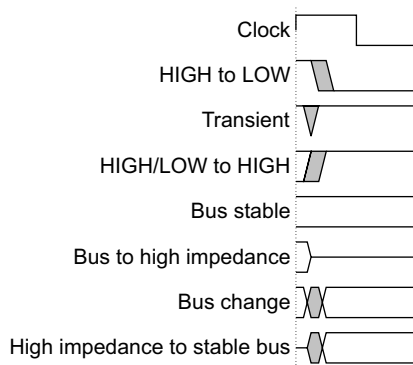 Clock
HIGH to LOW
Transient
HIGH/LOW to HIGH
Bus stable
Bus to high impedance
Bus change
High impedance to stable bus